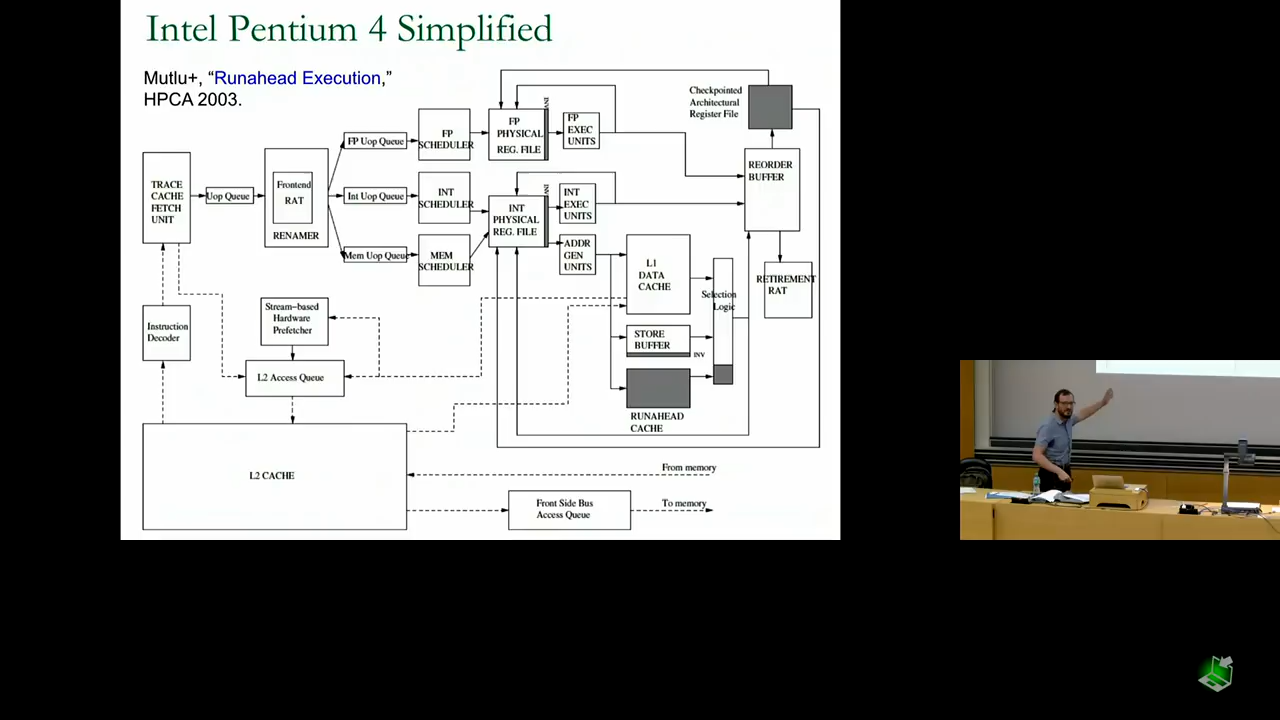 Intel Pentium 4 Simplified
Mutlu+, “Runahead Execution,”
HPCA 2003.
Checkpointed
Architectural
Register File
FP Uop Queue
FP
SCHEDULER
FP
PHYSICAL
REG. FILE
INV
FP
EXEC
UNITS
REORDER
BUFFER
TRACE
CACHE
FETCH
UNIT
Uop Queue
Frontend
RAT
RENAMER
Int Uop Queue
INT
SCHEDULER
INT
PHYSICAL
REG. FILE
INV
INT
EXEC
UNITS
Mem Uop Queue
MEM
SCHEDULER
ADDR
GEN
UNITS
L1
DATA
CACHE
Selection
Logic
RETIREMENT
RAT
Stream-based
Hardware
Prefetcher
Instruction
Decoder
STORE
BUFFER
INV
L2 Access Queue
RUNAHEAD
CACHE
L2 CACHE
From memory
Front Side Bus
Access Queue
To memory